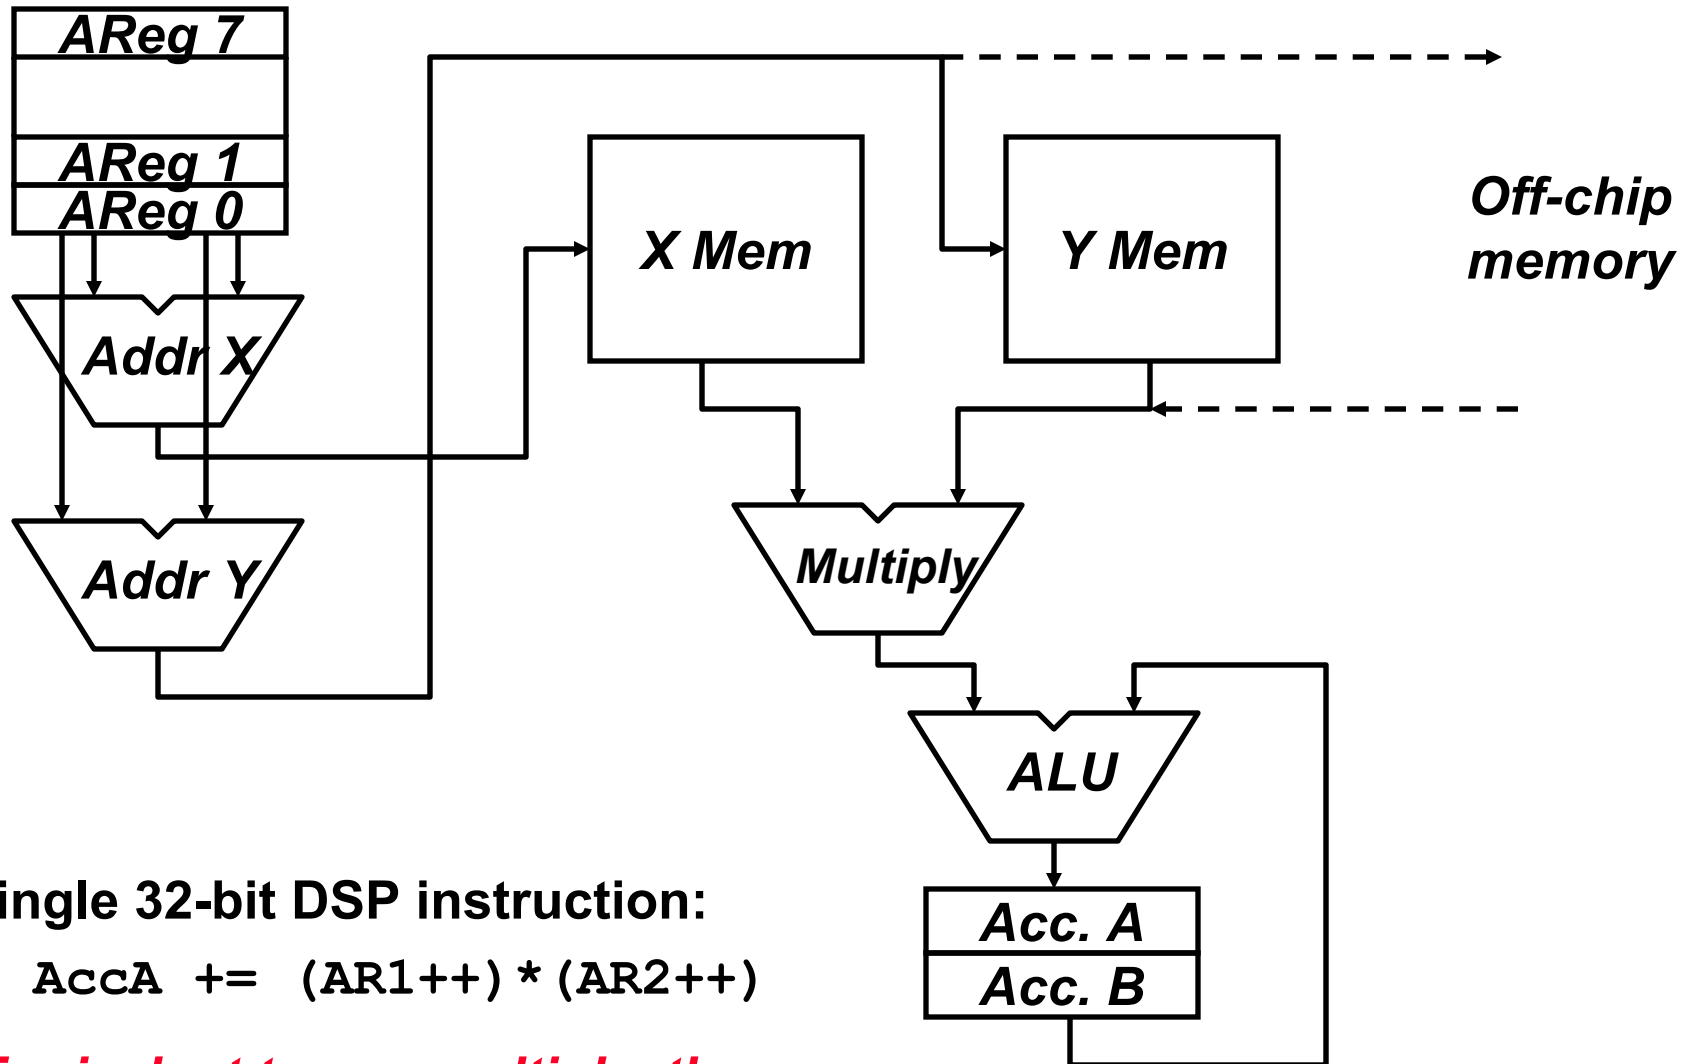 AReg 7
AReg 1
AReg 0
Addr X
Addr Y
X Mem
Y Mem
Off-chip
memory
Multiply
ALU
Acc. A
Acc. B
ingle 32-bit DSP instruction:
AccA += (AR1++)*(AR2++)